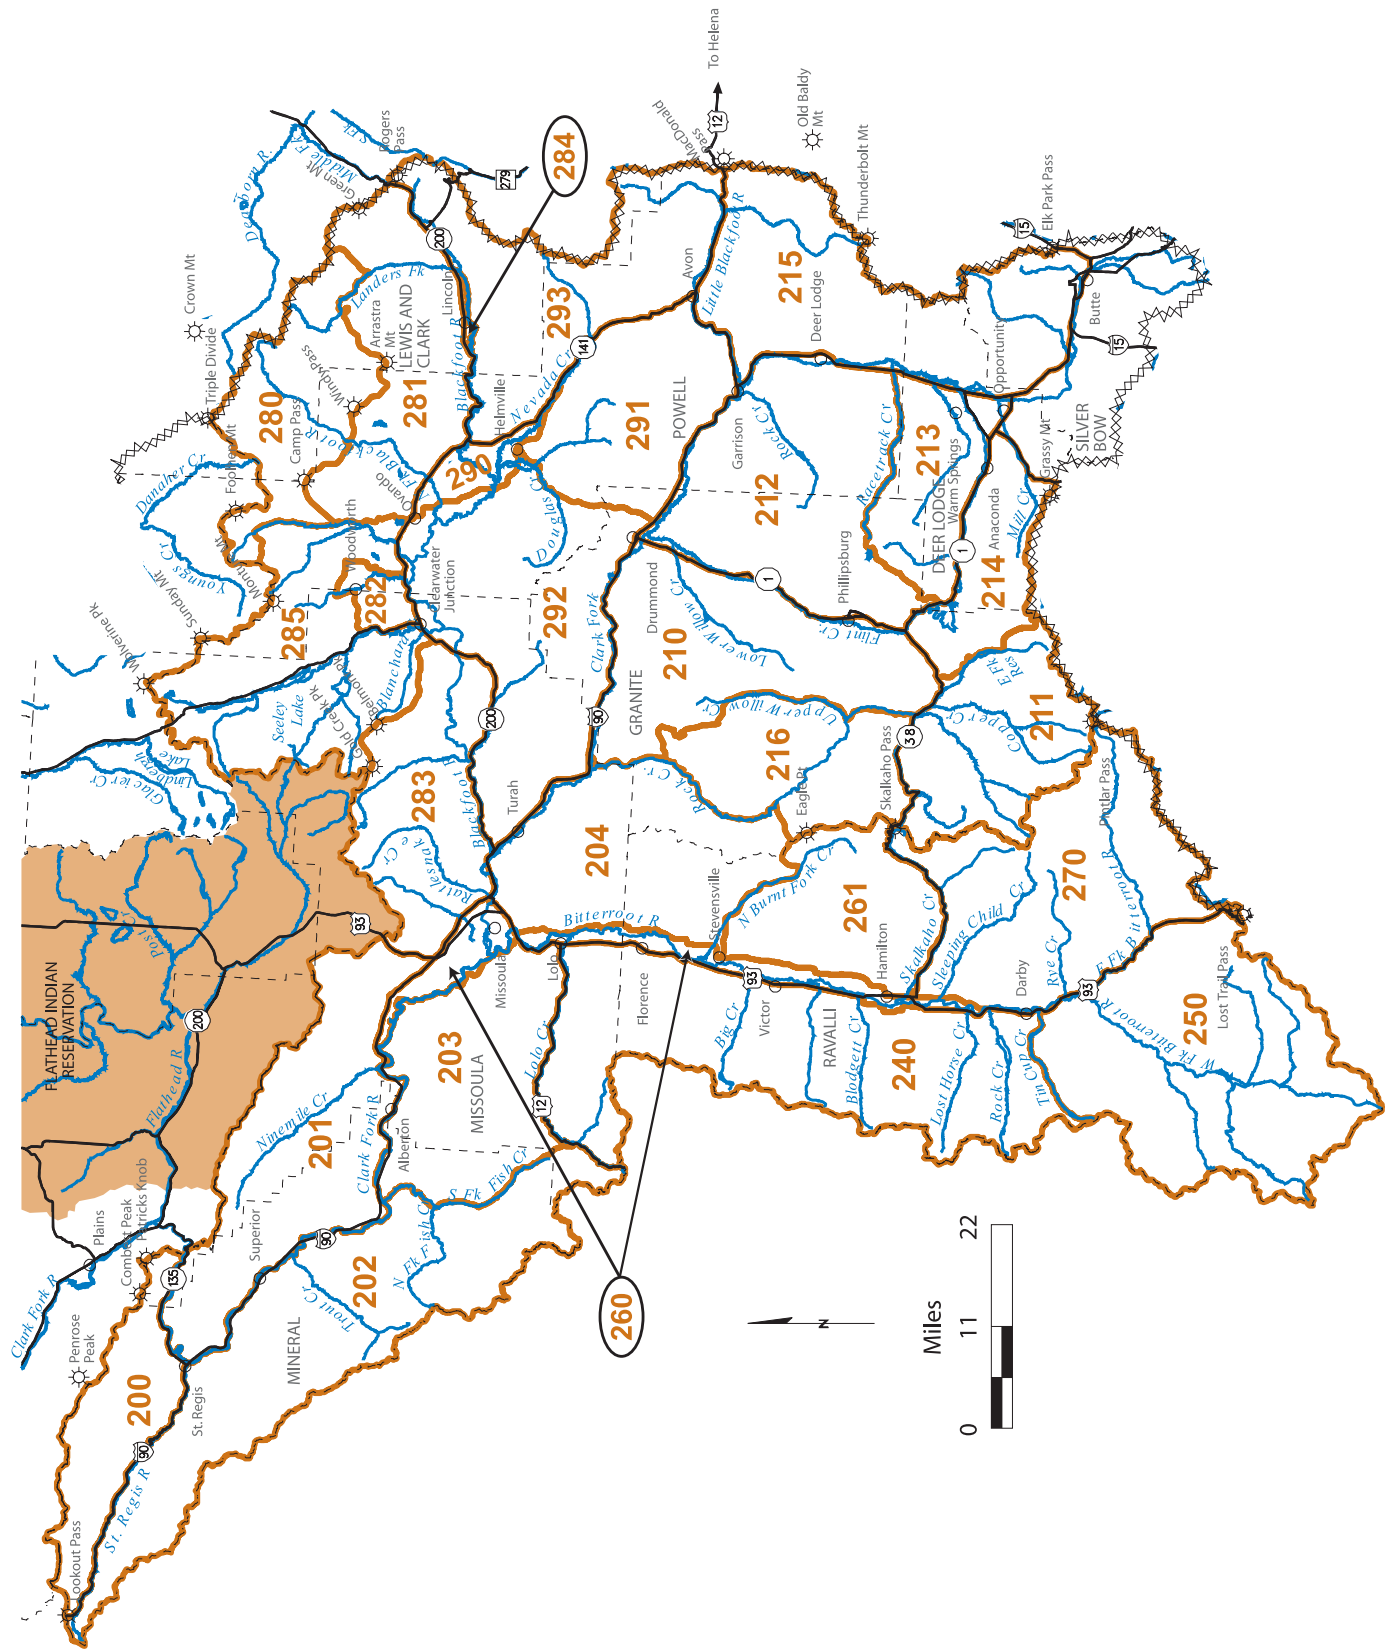 Lookout Pass
St. Regis R
90
200
St. Regis
Penrose
Peak
Clark Fork R
Plains
Combest Peak
Patricks Knob
135
MINERAL
Superior
90
Trout Cr
202
N Fk Fish Cr
S Fk Fish Cr
201
Ninemile Cr
Clark Fork R
Alberton
FLATHEAD INDIAN
RESERVATION
Flathead R
200
Post Cr
93
203
MISSOULA
Missoula
Lolo
Lolo Cr
12
260
Florence
Bitterroot R
Stevensville
N Burnt Fork Cr
Big Cr
Victor
93
RAVALLI
Blodgett Cr
240
Hamilton
Skalkaho Cr
261
Sleeping Child Cr
Lost Horse Cr
Rock Cr
Tin Cup Cr
Darby
Rye Cr
270
93
E Fk Bitterroot R
W Fk Bitterroot R
250
Lost Trail Pass
Pintlar Pass
Glacier Cr
Lindbergh
Lake
Seeley
Lake
Gold Creek Pk
Belmont Pk
Blanchard
283
Rattlesnake Cr
Blackfoot
200
Turah
204
Rock Cr
Eagle Pt
216
Upper Willow Cr
Skalkaho Pass
38
Copper Cr
211
E Fk
Res
GRANITE
90
Clark Fork
292
210
Lower Willow Cr
Drummond
Flint Cr
Phillipsburg
1
Wolverine Pk
Sunday Mt
Youngs Cr
Danaher Cr
285
282
Woodworth
Clearwater
Junction
Foolhen Mt
Triple Divide
Crown Mt
280
Camp Pass
Windy Pass
Arrastra
Mt
LEWIS AND
CLARK
281
Landers Fk
Ovando
290
Helmville
Nevada Cr
Douglas Cr
Blackfoot R
Lincoln
200
Green Mt
Dearborn R.
Middle Fk
S Fk
Rogers
Pass
279
284
293
141
291
POWELL
Avon
Little Blackfoot R
MacDonald
Pass
12
To Helena
Old Baldy
Mt
Thunderbolt Mt
Garrison
Rock Cr
212
215
Deer Lodge
Racetrack Cr
213
DEER LODGE
Warm Springs
Opportunity
1
Anaconda
214
Mill Cr
Grassy Mt
SILVER
BOW
Butte
15
15
Elk Park Pass
N
Miles
0
11
22